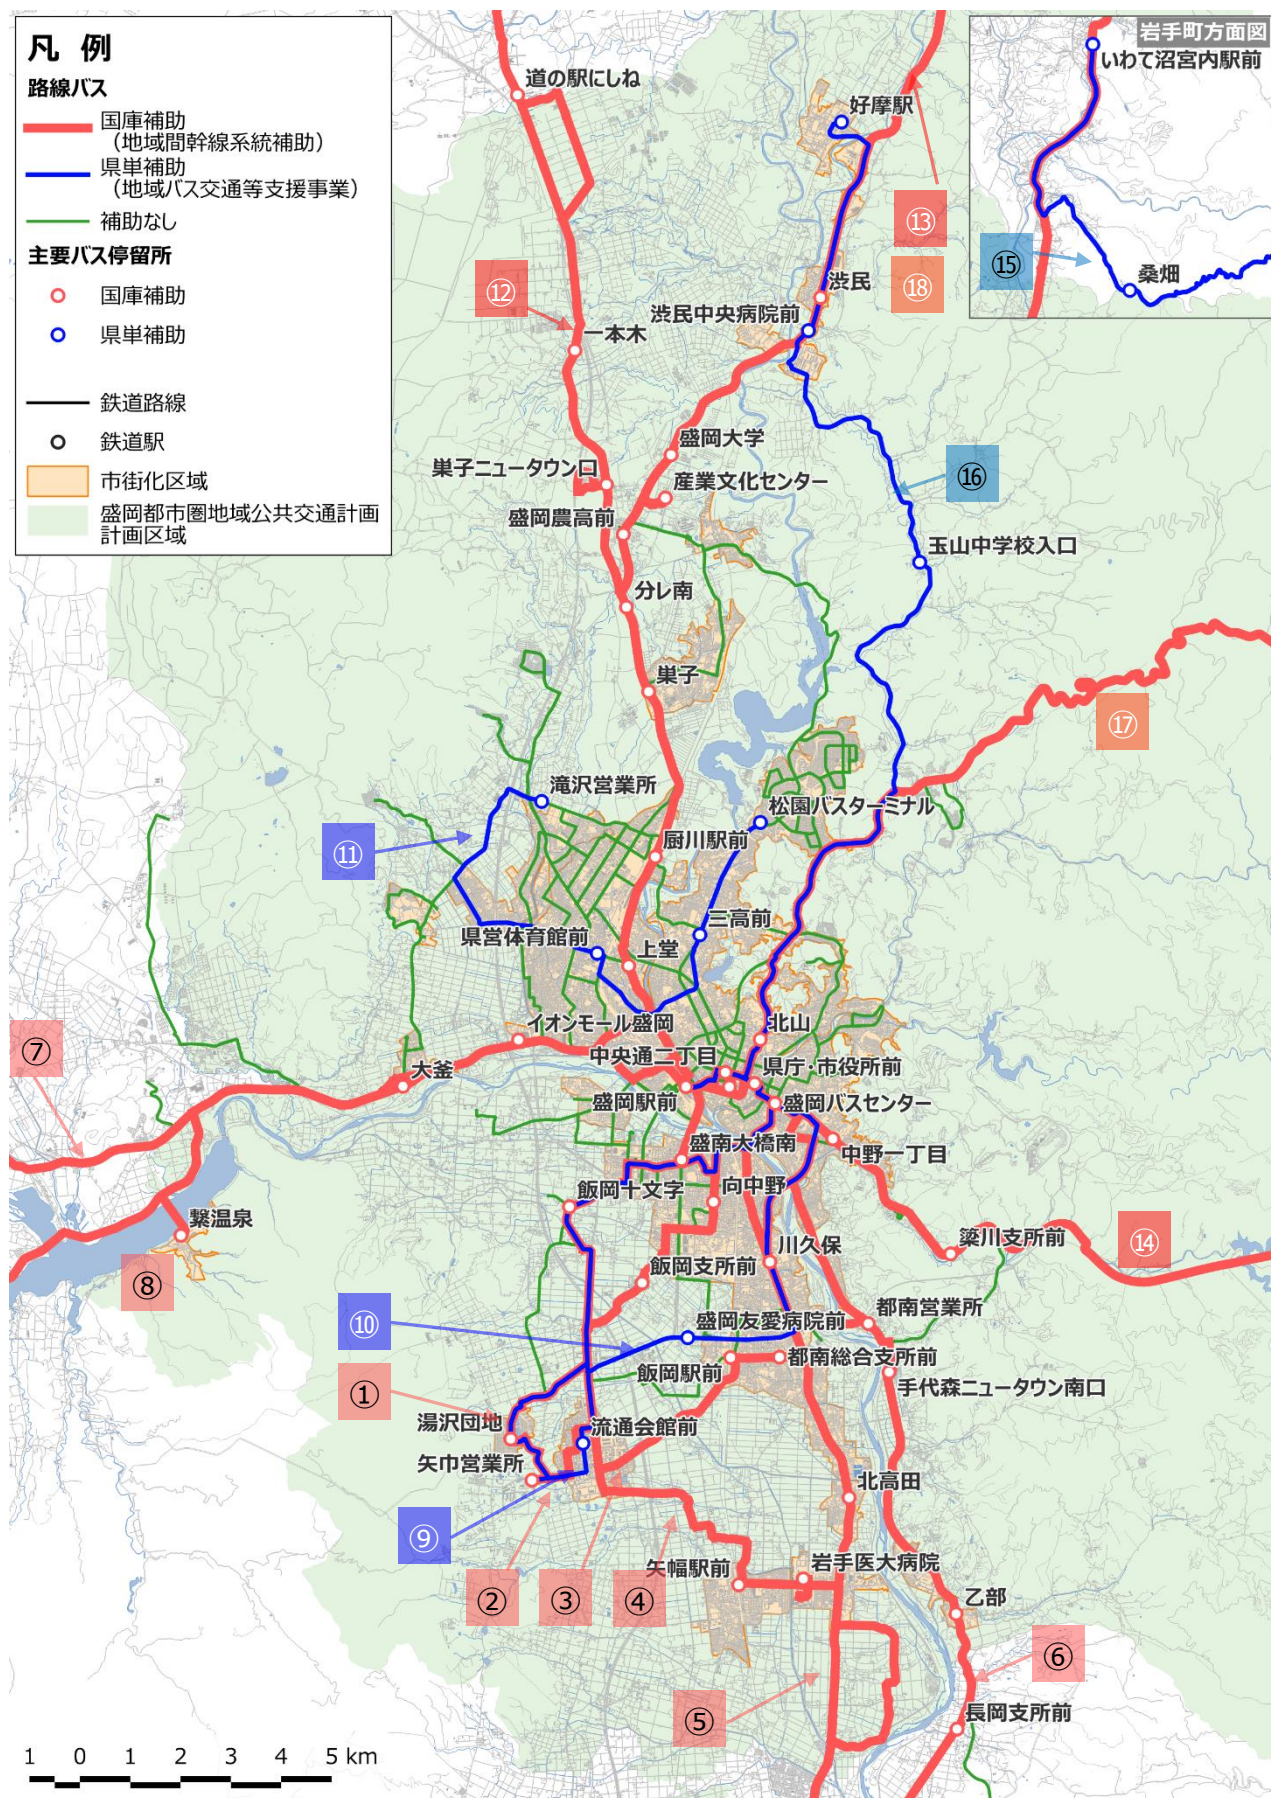 凡 例
路線バス
国庫補助
（地域間幹線系統補助）
県単補助
（地域バス交通等支援事業）
補助なし
主要バス停留所
国庫補助
県単補助
鉄道路線
鉄道駅
市街化区域
盛岡都市圏地域公共交通計画
計画区域
岩手町方面図
いわて沼宮内駅前
⑮
桑畑
道の駅にしね
好摩駅
⑬
⑱
⑫
渋民
渋民中央病院前
一本木
盛岡大学
巣子ニュータウン口
産業文化センター
⑯
盛岡農高前
玉山中学校入口
分レ南
巣子
⑰
滝沢営業所
松園バスターミナル
⑪
厨川駅前
三高前
県営体育館前
上堂
イオンモール盛岡
北山
⑦
中央通二丁目
大釜
県庁・市役所前
盛岡駅前
盛岡バスセンター
盛南大橋南
中野一丁目
飯岡十文字
向中野
繋温泉
川久保
簗川支所前
⑭
⑧
飯岡支所前
都南営業所
⑩
盛岡友愛病院前
飯岡駅前
都南総合支所前
①
手代森ニュータウン南口
湯沢団地
流通会館前
矢巾営業所
北高田
⑨
矢幅駅前
岩手医大病院
②
③
④
乙部
⑥
⑤
長岡支所前
1 0 1 2 3 4 5 km